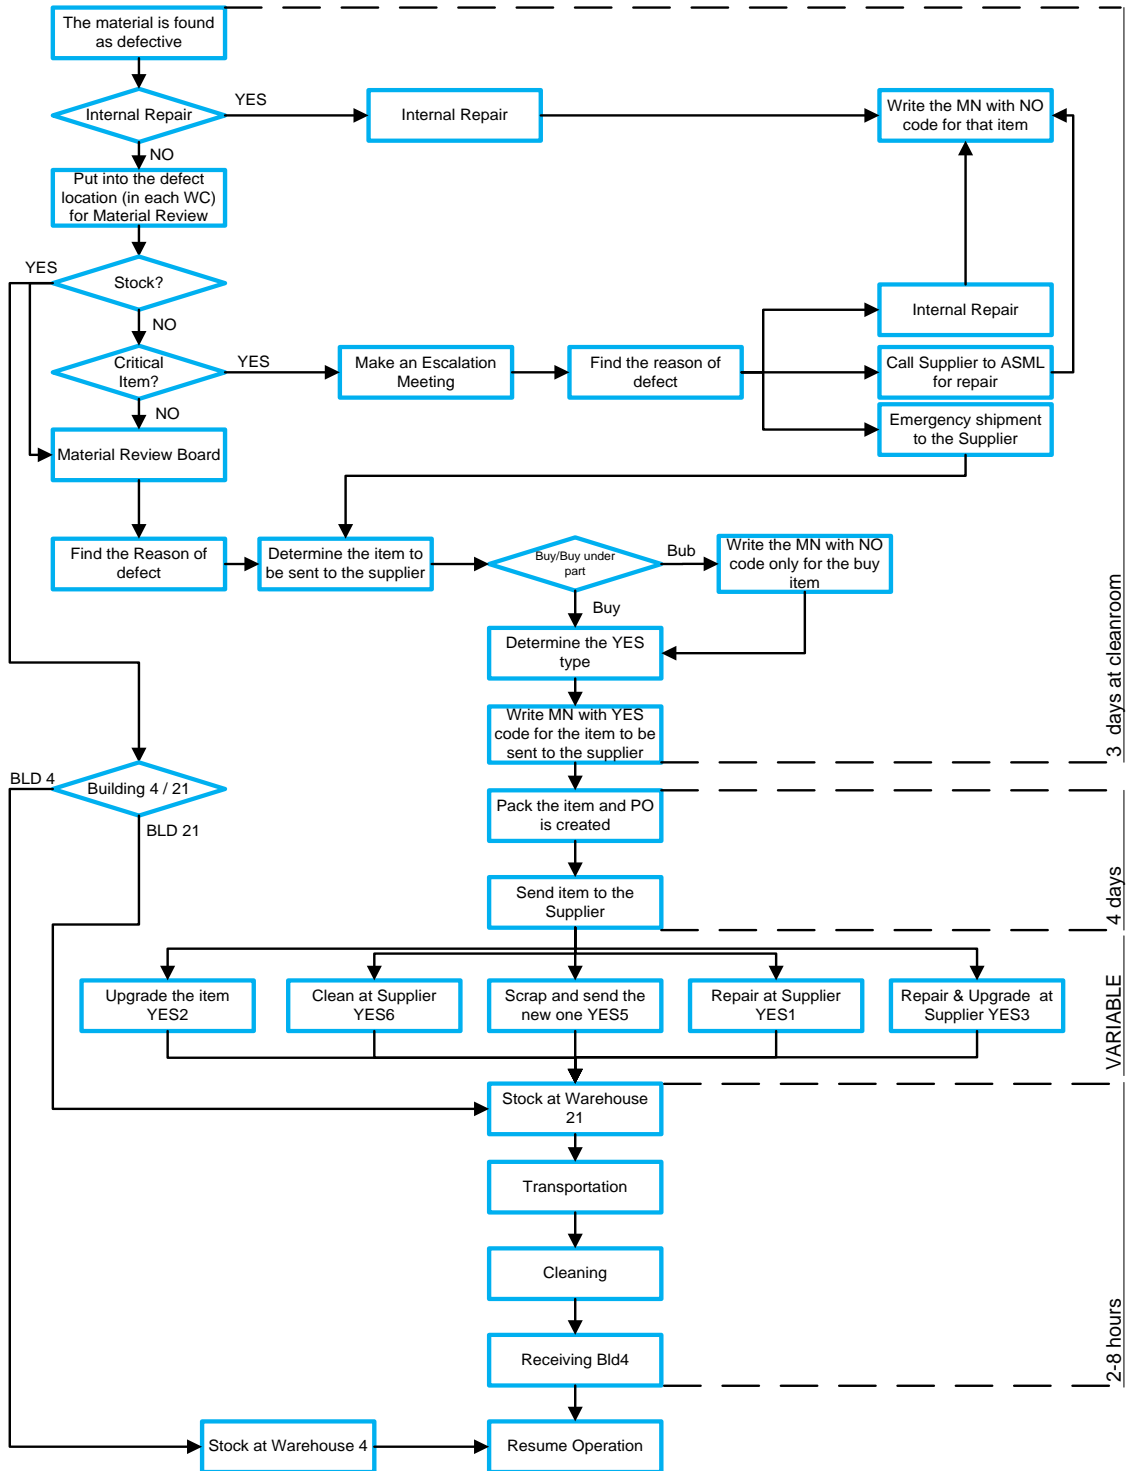 The material is found
as defective
Internal Repair
YES
Internal Repair
Write the MN with NO
code for that item
NO
Put into the defect
location (in each WC)
for Material Review
YES
Stock?
NO
Internal Repair
Critical
Item?
YES
Make an Escalation
Meeting
Find the reason of
defect
Call Supplier to ASML
for repair
NO
Emergency shipment
to the Supplier
Material Review Board
Find the Reason of
defect
Determine the item to
be sent to the supplier
Buy/Buy under
part
Bub
Write the MN with NO
code only for the buy
item
Buy
Determine the YES
type
Write MN with YES
code for the item to be
sent to the supplier
3 days at cleanroom
BLD 4
Building 4 / 21
BLD 21
Pack the item and PO
is created
Send item to the
Supplier
4 days
Upgrade the item
YES2
Clean at Supplier
YES6
Scrap and send the
new one YES5
Repair at Supplier
YES1
Repair & Upgrade at
Supplier YES3
VARIABLE
Stock at Warehouse
21
Transportation
Cleaning
Receiving Bld4
2-8 hours
Stock at Warehouse 4
Resume Operation